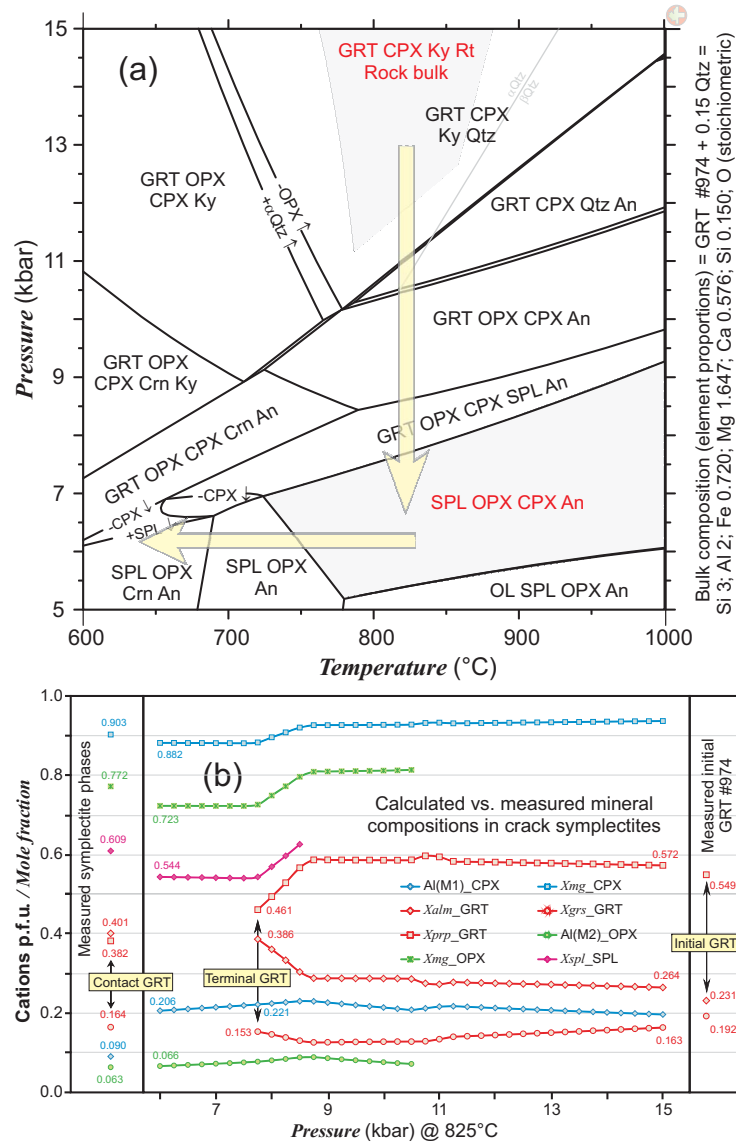 15
13
11
9
7
5
Pressure (kbar)
(a)
GRT CPX Ky Rt
Rock bulk
αQtz
βQtz
GRT CPX
Ky Qtz
GRT OPX
CPX Ky
-OPX↑
+αQtz↑
GRT CPX Qtz An
GRT OPX CPX An
GRT OPX
CPX Crn Ky
GRT OPX CPX SPL An
GRT OPX CPX Crn An
-CPX↓
-CPX↓
+SPL↓
SPL OPX CPX An
SPL OPX
Crn An
SPL OPX
An
OL SPL OPX An
600
700
800
900
1000
Temperature (°C)
Bulk composition (element proportions) = GRT #974 + 0.15 Qtz =
Si 3; Al 2; Fe 0.720; Mg 1.647; Ca 0.576; Si 0.150; O (stoichiometric)
1.0
0.8
0.6
0.4
0.2
0.0
Cations p.f.u. / Mole fraction
Measured symplectite phases
0.903
0.772
0.609
0.401
0.382
Contact GRT
0.164
0.090
0.063
(b)
0.882
0.723
0.544
0.461
0.386
Terminal GRT
0.206
0.221
0.153
0.066
Calculated vs. measured mineral
compositions in crack symplectites
0.572
Al(M1)_CPX
Xmg_CPX
Xalm_GRT
Xgrs_GRT
Xprp_GRT
Al(M2)_OPX
Xmg_OPX
Xspl_SPL
0.264
0.163
Measured initial
GRT #974
0.549
Initial GRT
0.231
0.192
7
9
11
13
15
Pressure (kbar) @ 825°C